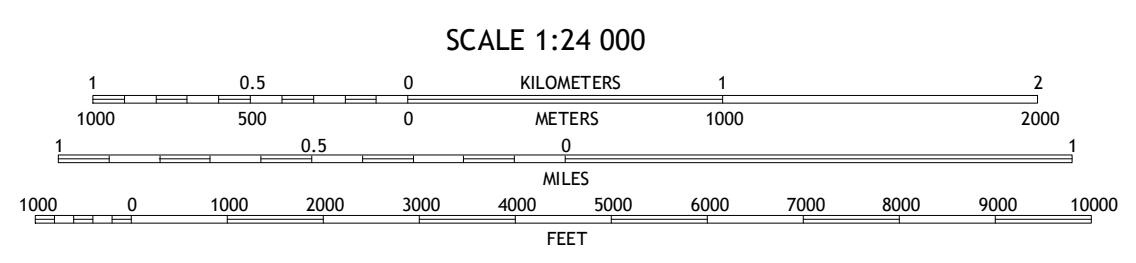 SCALE 1:24 000
1 0.5 0 KILOMETERS 1 2
1000 500 0 METERS 1000 2000
1 0.5 0 1
MILES
1000 0 1000 2000 3000 4000 5000 6000 7000 8000 9000 10000
FEET